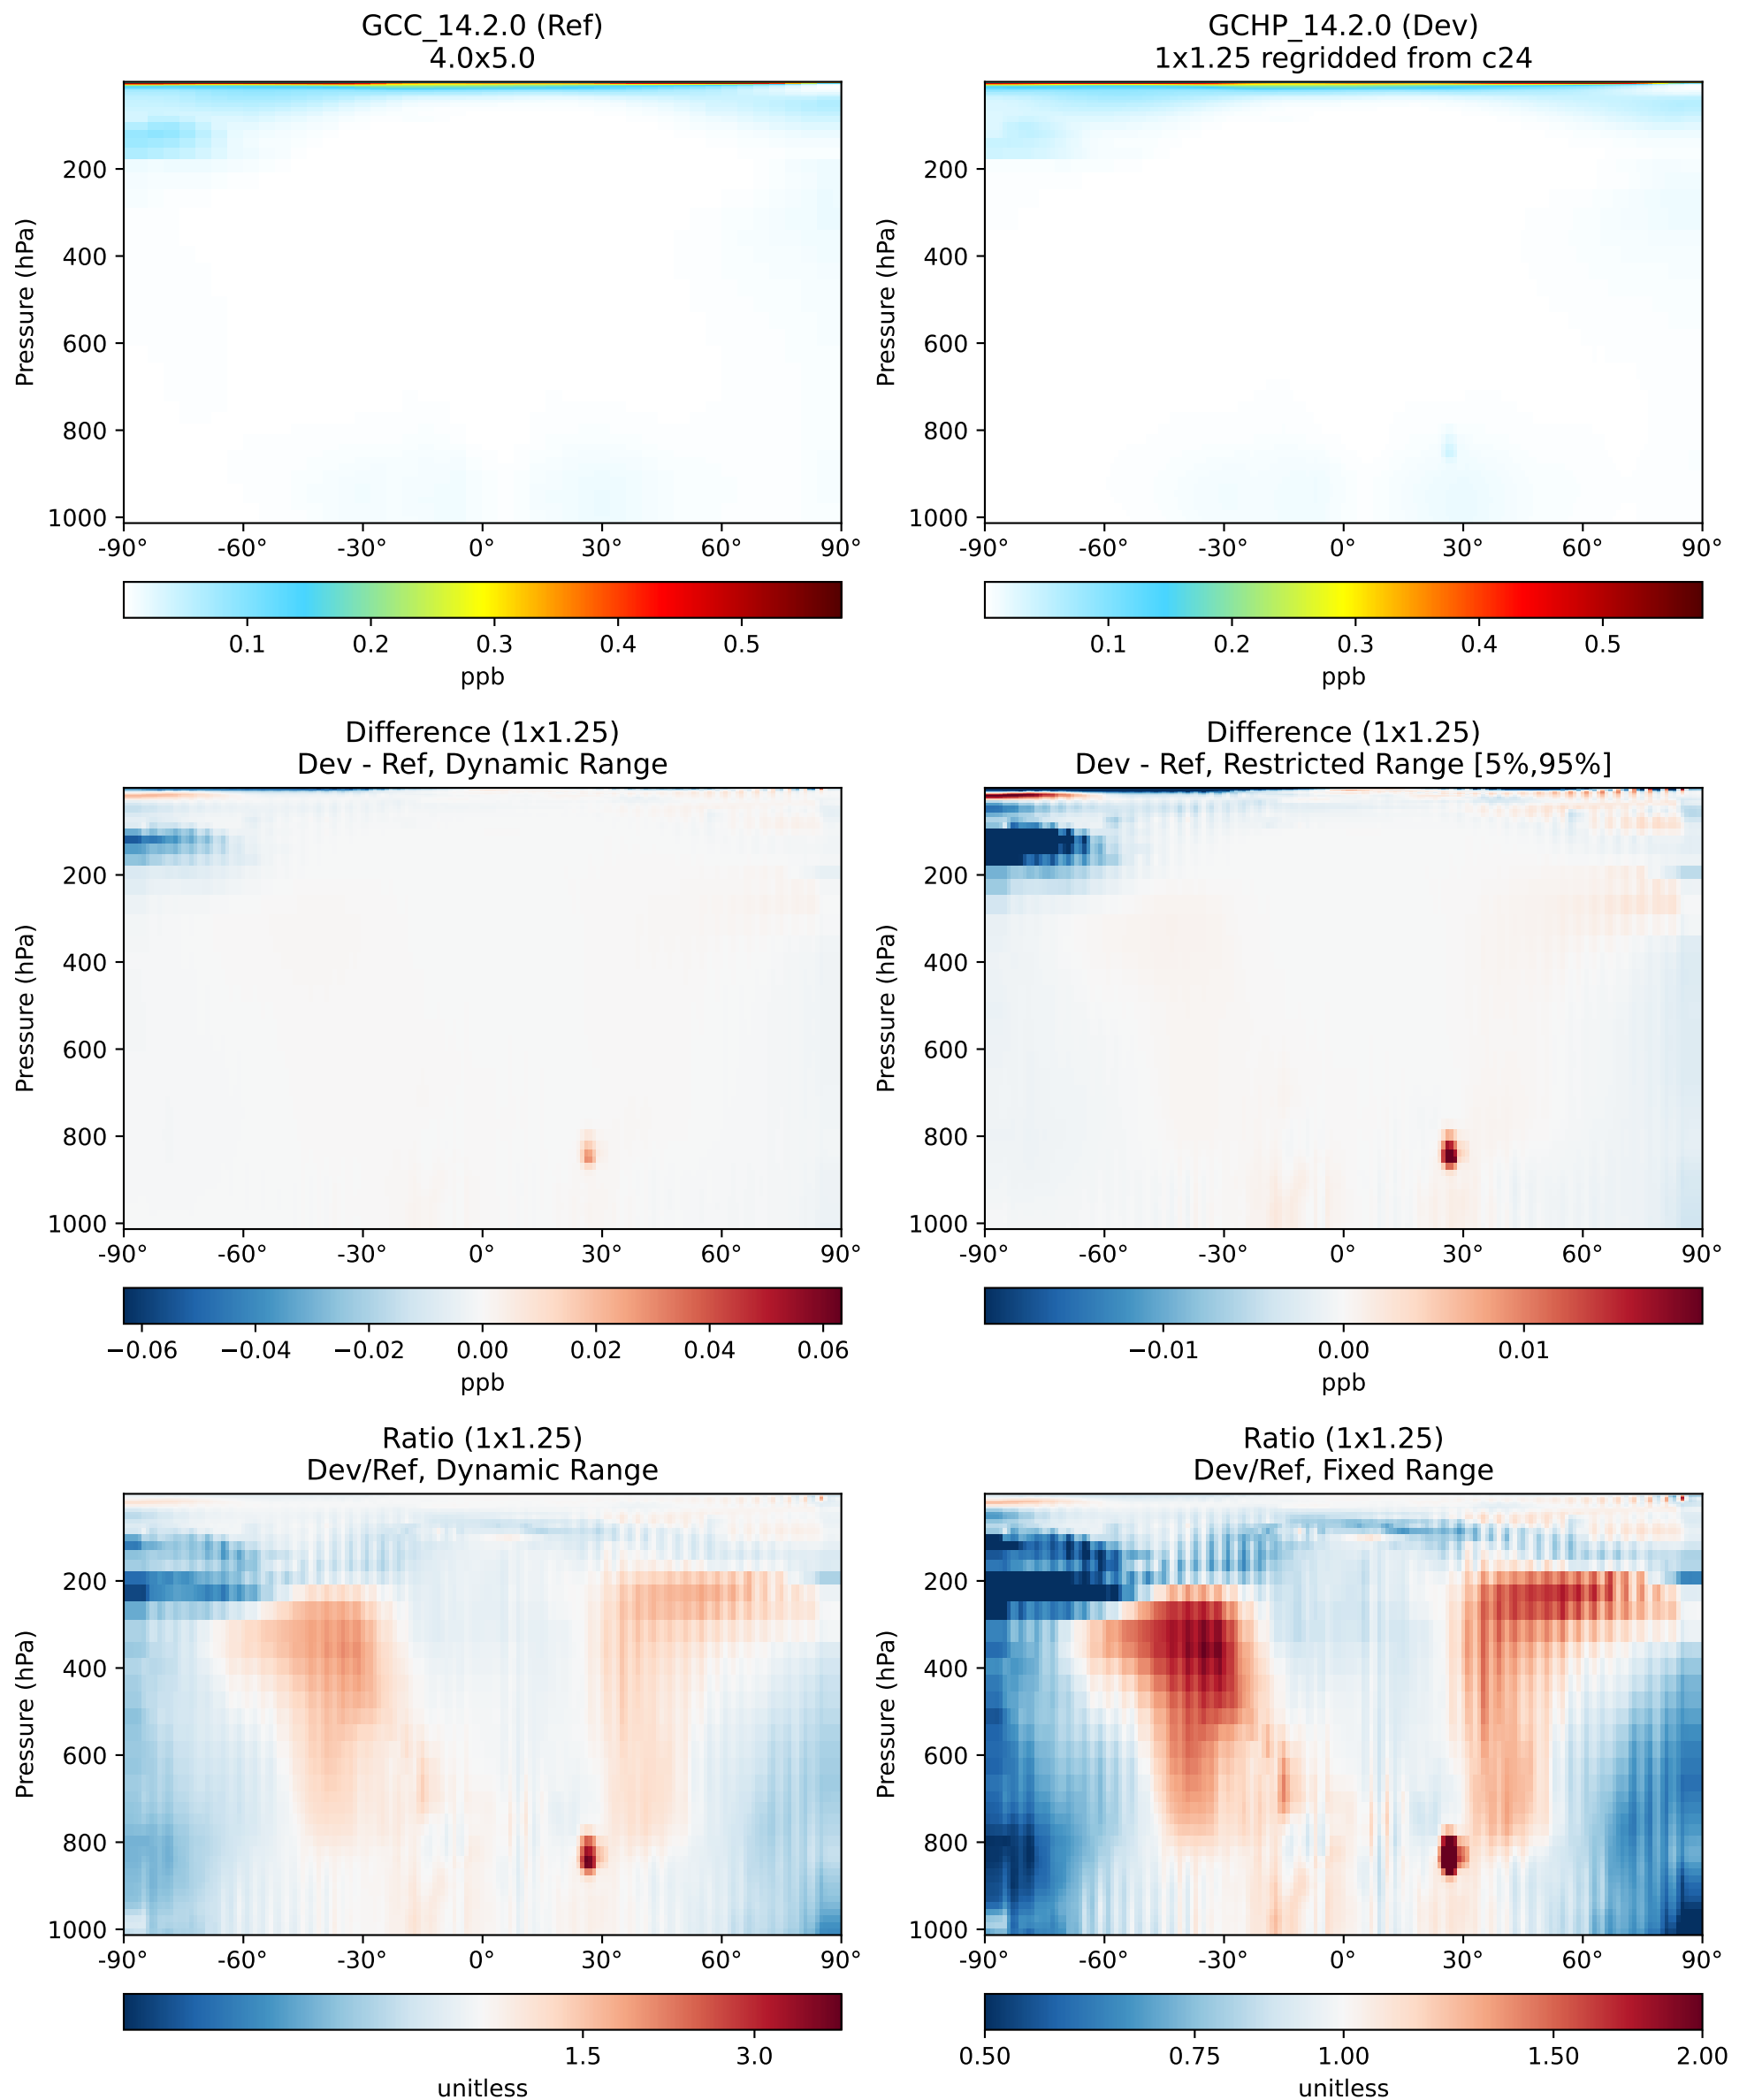 GCC_14.2.0 (Ref)
4.0x5.0
Pressure (hPa)
200
400
600
800
1000
-90° -60° -30° 0° 30° 60° 90°
0.1 0.2 0.3 0.4 0.5
ppb
GCHP_14.2.0 (Dev)
1x1.25 regridded from c24
Pressure (hPa)
200
400
600
800
1000
-90° -60° -30° 0° 30° 60° 90°
0.1 0.2 0.3 0.4 0.5
ppb
Difference (1x1.25)
Dev - Ref, Dynamic Range
Pressure (hPa)
200
400
600
800
1000
-90° -60° -30° 0° 30° 60° 90°
−0.06 −0.04 −0.02 0.00 0.02 0.04 0.06
ppb
Difference (1x1.25)
Dev - Ref, Restricted Range [5%,95%]
Pressure (hPa)
200
400
600
800
1000
-90° -60° -30° 0° 30° 60° 90°
−0.01 0.00 0.01
ppb
Ratio (1x1.25)
Dev/Ref, Dynamic Range
Pressure (hPa)
200
400
600
800
1000
-90° -60° -30° 0° 30° 60° 90°
1.5 3.0
unitless
Ratio (1x1.25)
Dev/Ref, Fixed Range
Pressure (hPa)
200
400
600
800
1000
-90° -60° -30° 0° 30° 60° 90°
0.50 0.75 1.00 1.50 2.00
unitless